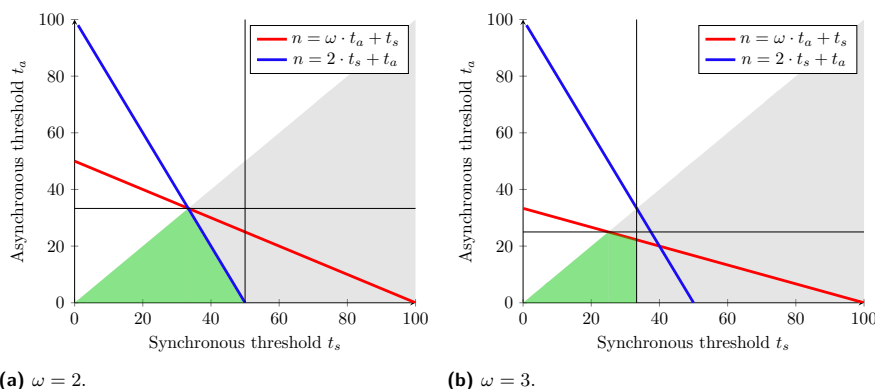 100
80
60
40
20
0
0 20 40 60 80 100
Asynchronous threshold t_a
Synchronous threshold t_s
n = ω · t_a + t_s
n = 2 · t_s + t_a
(a) ω = 2.
100
80
60
40
20
0
0 20 40 60 80 100
Asynchronous threshold t_a
Synchronous threshold t_s
n = ω · t_a + t_s
n = 2 · t_s + t_a
(b) ω = 3.